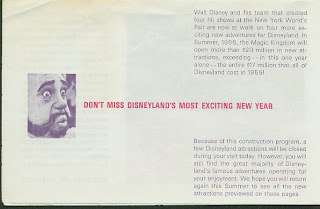 Walt Disney and his team that created
four hit shows at the New York World's
Fair are now at work on four more ex-
citing new adventures for Disneyland. In
Summer, 1966, the Magic Kingdom will
open more than $20 million in new at-
tractions, exceeding — in this one year
alone — the entire $17 million that all of
Disneyland cost in 1955!
DON'T MISS DISNEYLAND'S MOST EXCITING NEW YEAR
Because of this construction program, a
few Disneyland attractions will be closed
during your visit today. However, you will
still find the great majority of Disney-
land's famous adventures operating for
your enjoyment. We hope you will return
again this Summer to see all the new
attractions previewed on these pages.